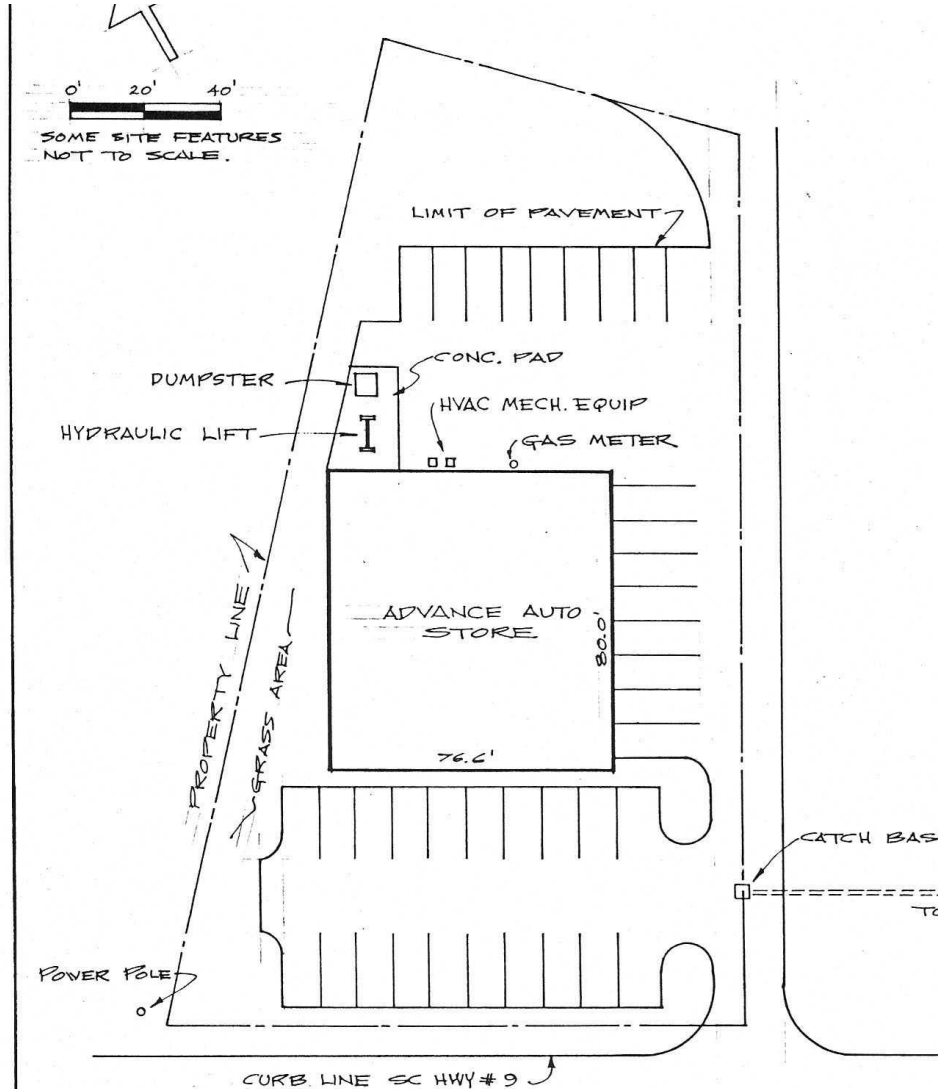 0' 20' 40'
SOME SITE FEATURES
NOT TO SCALE.
LIMIT OF PAVEMENT
CONC. PAD
DUMPSTER
HVAC MECH. EQUIP
HYDRAULIC LIFT
GAS METER
ADVANCE AUTO
STORE
80.0'
76.6'
PROPERTY LINE
GRASS AREA
CATCH BAS
TO
POWER POLE
CURB LINE SC HWY # 9